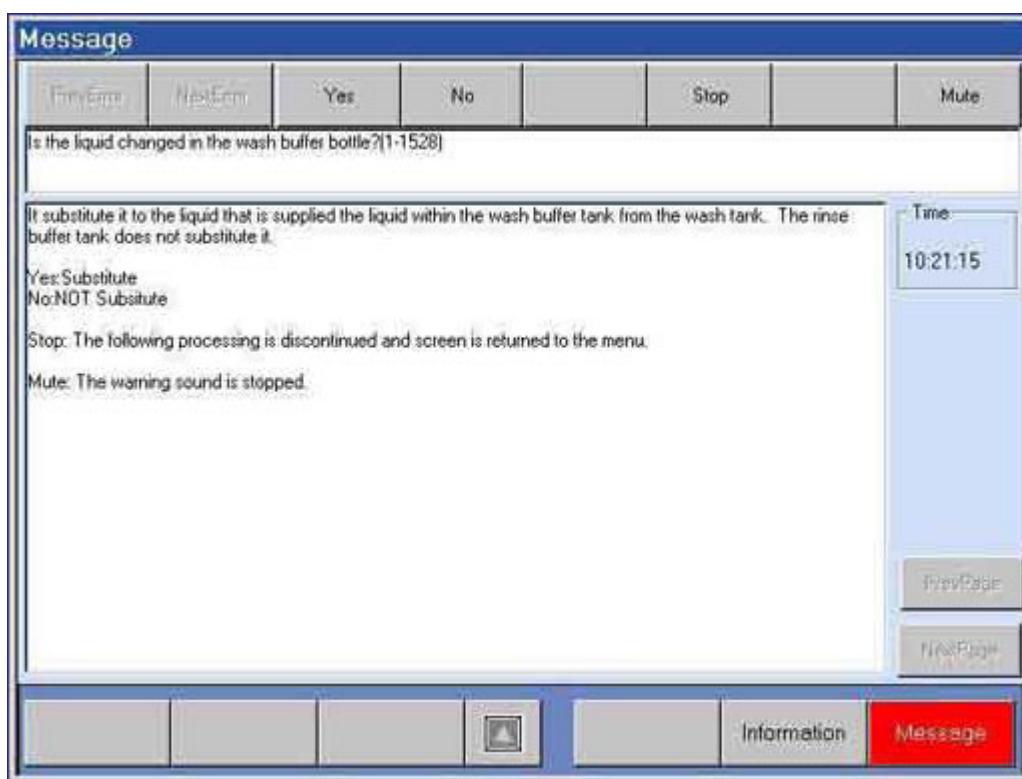 Message
PrevError
NextError
Yes
No
Stop
Mute
Is the liquid changed in the wash buffer bottle?(1-1528)
It substitute it to the liquid that is supplied the liquid within the wash buffer tank from the wash tank. The rinse
buffer tank does not substitute it.
Yes:Substitute
No:NOT Subsitute
Stop: The following processing is discontinued and screen is returned to the menu.
Mute: The warning sound is stopped.
Time
10:21:15
PrevPage
NextPage
Information
Message